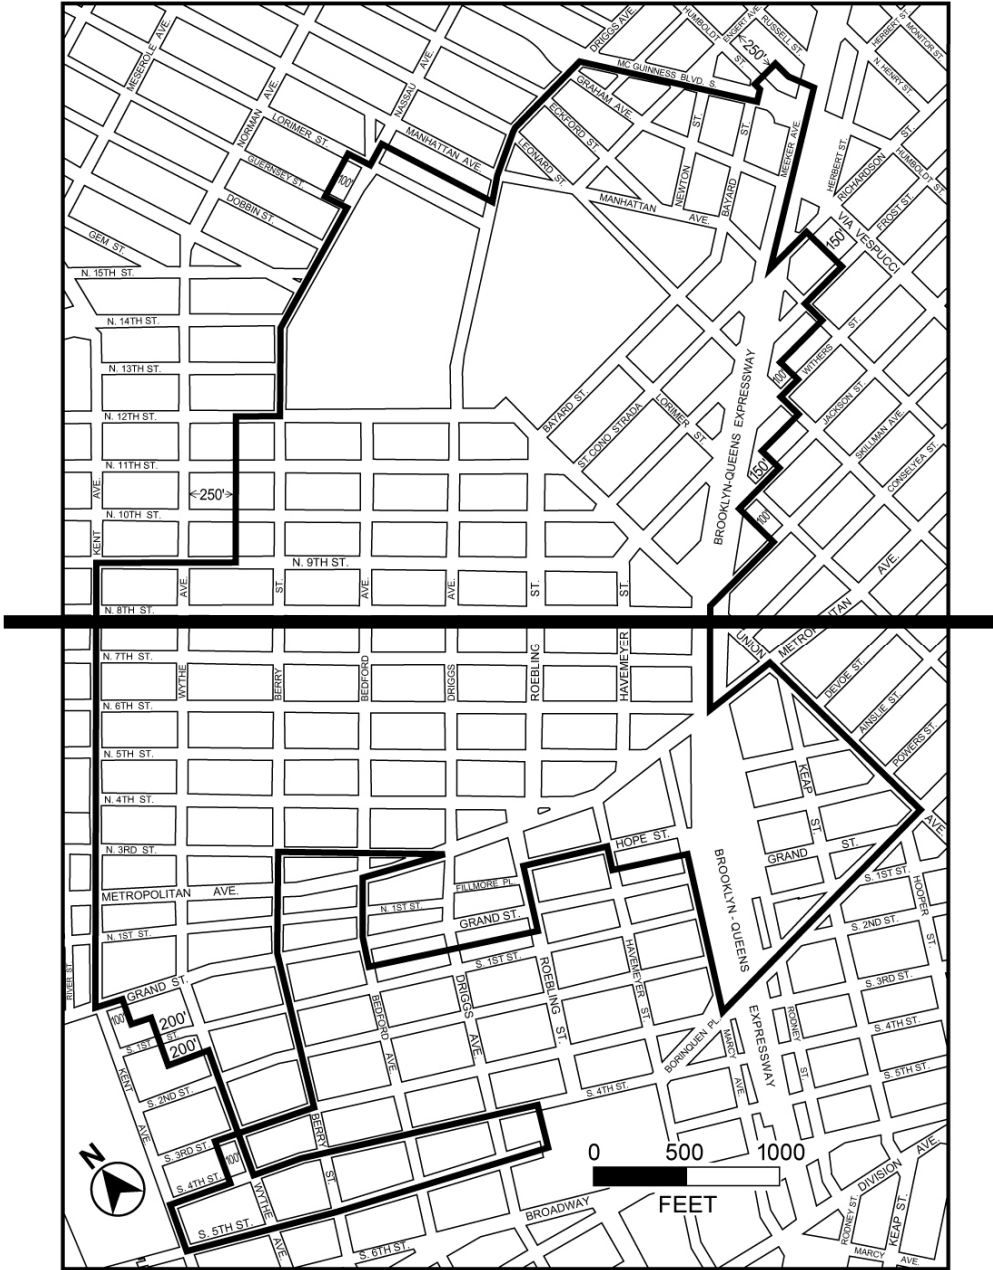 DRIGGS AVE.
HUMBOLDT
ST.
ENGERT AVE.
RUSSELL ST.
250'
HERBERT ST.
MONITOR ST.
N. HENRY ST.
MESEROLE AVE.
MC GUINNESS BLVD. S.
GRAHAM AVE.
NORMAN AVE.
NASSAU AVE.
LORIMER ST.
MANHATTAN AVE.
ECKFORD ST.
ST.
ST.
MEEKER AVE.
HERBERT ST.
RICHARDSON ST.
HUMBOLDT ST.
GUERNSEY ST.
100'
LEONARD ST.
NEWTON
BAYARD
DOBBIN ST.
MANHATTAN AVE.
FROST ST.
VIA VESPUCCI
150'
GEM ST.
N. 15TH ST.
N. 14TH ST.
WITHERS ST.
N. 13TH ST.
100'
BROOKLYN-QUEENS EXPRESSWAY
N. 12TH ST.
BAYARD ST.
ST. CONO STRADA
LORIMER ST.
JACKSON ST.
SKILLMAN AVE.
CONSELYEA ST.
N. 11TH ST.
150'
250'
KENT AVE.
N. 10TH ST.
100'
N. 9TH ST.
AVE.
ST.
AVE.
AVE.
ST.
ST.
N. 8TH ST.
METROPOLITAN AVE.
UNION
N. 7TH ST.
WYTHE
BERRY
BEDFORD
DRIGGS
ROEBLING
HAVEMEYER
DEVOE ST.
AINSLIE ST.
POWERS ST.
N. 6TH ST.
N. 5TH ST.
KEAP ST.
N. 4TH ST.
AVE.
HOPE ST.
N. 3RD ST.
GRAND ST.
S. 1ST ST.
HOOPER ST.
METROPOLITAN AVE.
FILLMORE PL.
N. 1ST ST.
GRAND ST.
BROOKLYN - QUEENS EXPRESSWAY
S. 2ND ST.
N. 1ST ST.
S. 1ST ST.
HAVEMEYER ST.
RIVER ST.
GRAND ST.
DRIGGS AVE.
ROEBLING ST.
S. 3RD ST.
100'
200'
S. 1ST ST.
200'
BEDFORD AVE.
RODNEY ST.
S. 4TH ST.
BORINQUEN PL.
MARCY AVE.
KENT AVE.
S. 2ND ST.
S. 4TH ST.
S. 5TH ST.
BERRY ST.
S. 3RD ST.
100'
N
S. 4TH ST.
WYTHE AVE.
0 500 1000
FEET
DIVISION AVE.
S. 5TH ST.
BROADWAY
RODNEY ST.
KEAP ST.
S. 6TH ST.
MARCY AVE.